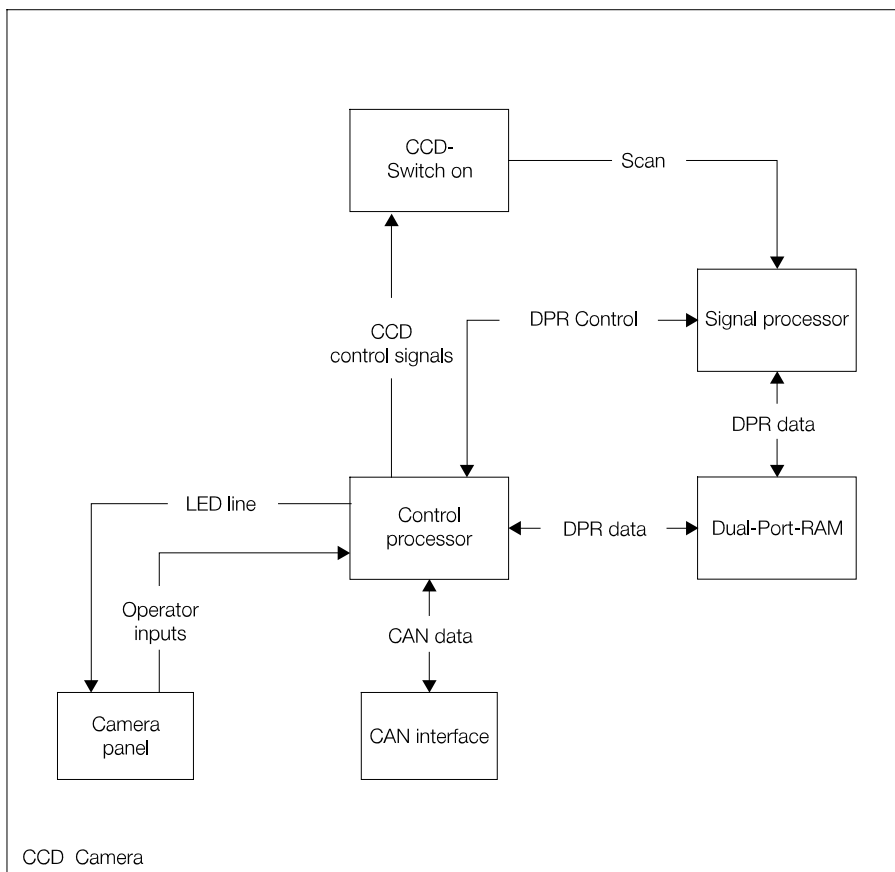 CCD-
Switch on
Scan
DPR Control
Signal processor
CCD
control signals
DPR data
LED line
Control
processor
DPR data
Dual-Port-RAM
Operator
inputs
CAN data
Camera
panel
CAN interface
CCD Camera